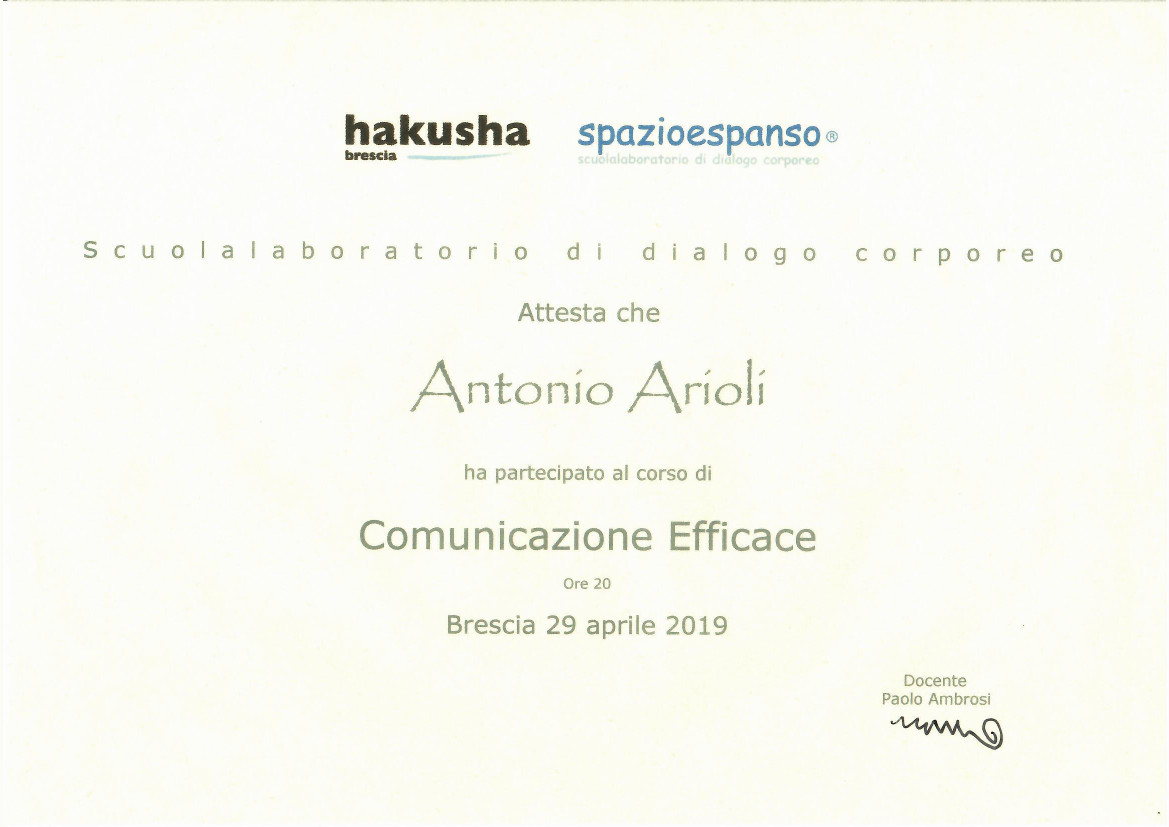 hakusha
brescia
spazioespanso®
scuolalaboratorio di dialogo corporeo
Scuolalaboratorio di dialogo corporeo
Attesta che
Antonio Arioli
ha partecipato al corso di
Comunicazione Efficace
Ore 20
Brescia 29 aprile 2019
Docente
Paolo Ambrosi